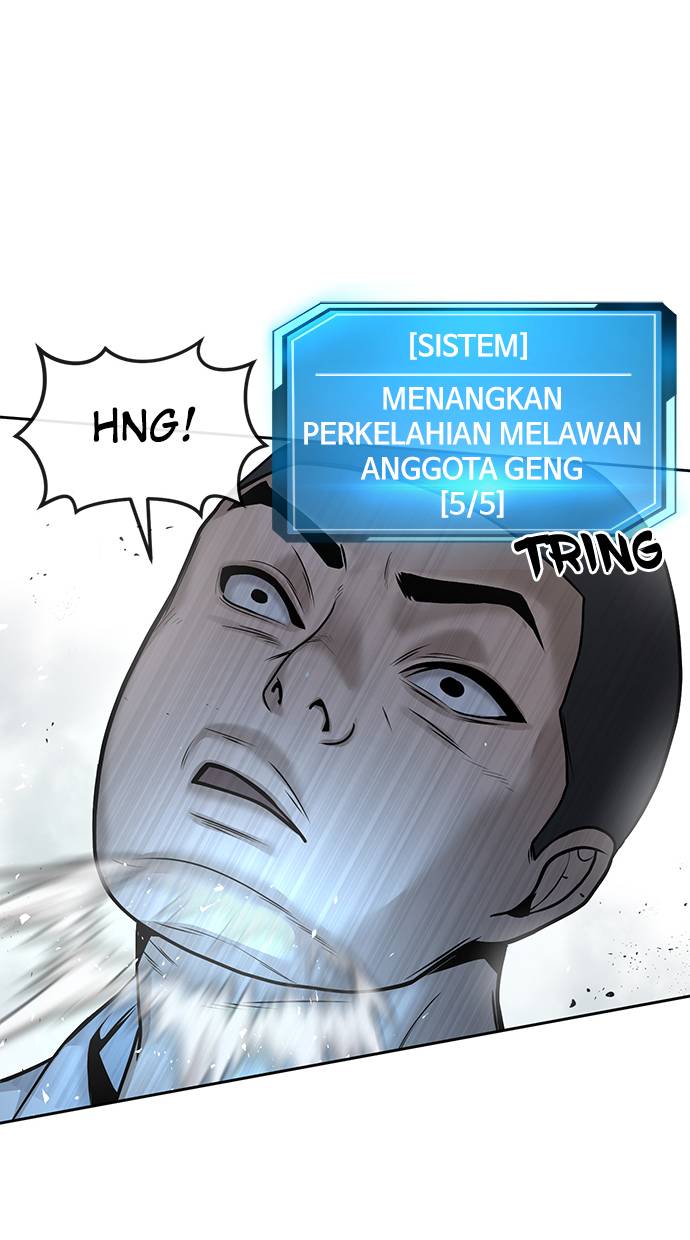 [SISTEM]
MENANGKAN
PERKELAHIAN MELAWAN
ANGGOTA GENG
[5/5]
HNG!
TRING